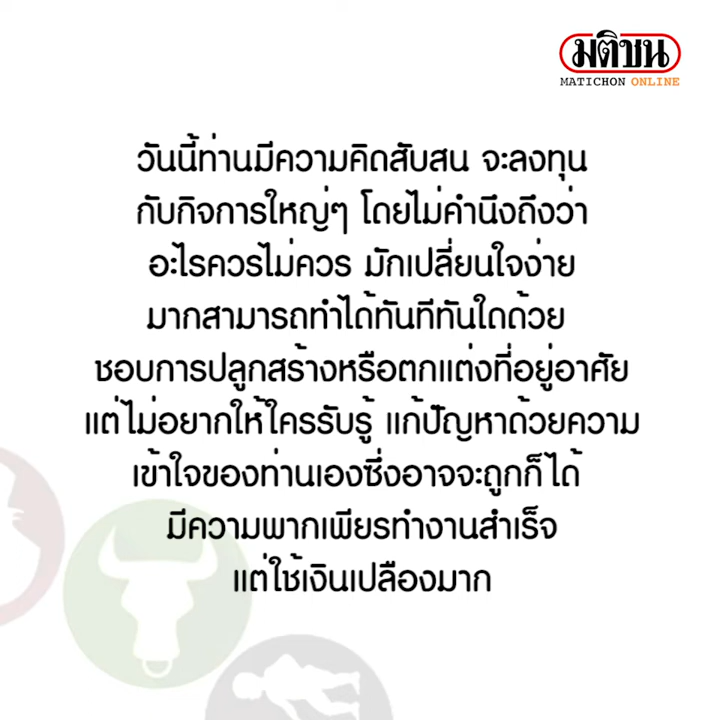 มติชน
MATICHON ONLINE
วันนี้ท่านมีความคิดสับสน จะลงทุน
กับกิจการใหญ่ๆ โดยไม่คำนึงถึงว่า
อะไรควรไม่ควร มักเปลี่ยนใจง่าย
มากสามารถทำได้ทันทีทันใดด้วย
ชอบการปลูกสร้างหรือตกแต่งที่อยู่อาศัย
แต่ไม่อยากให้ใครรับรู้ แก้ปัญหาด้วยความ
เข้าใจของท่านเองซึ่งอาจจะถูกก็ได้
มีความพากเพียรทำงานสำเร็จ
แต่ใช้เงินเปลืองมาก